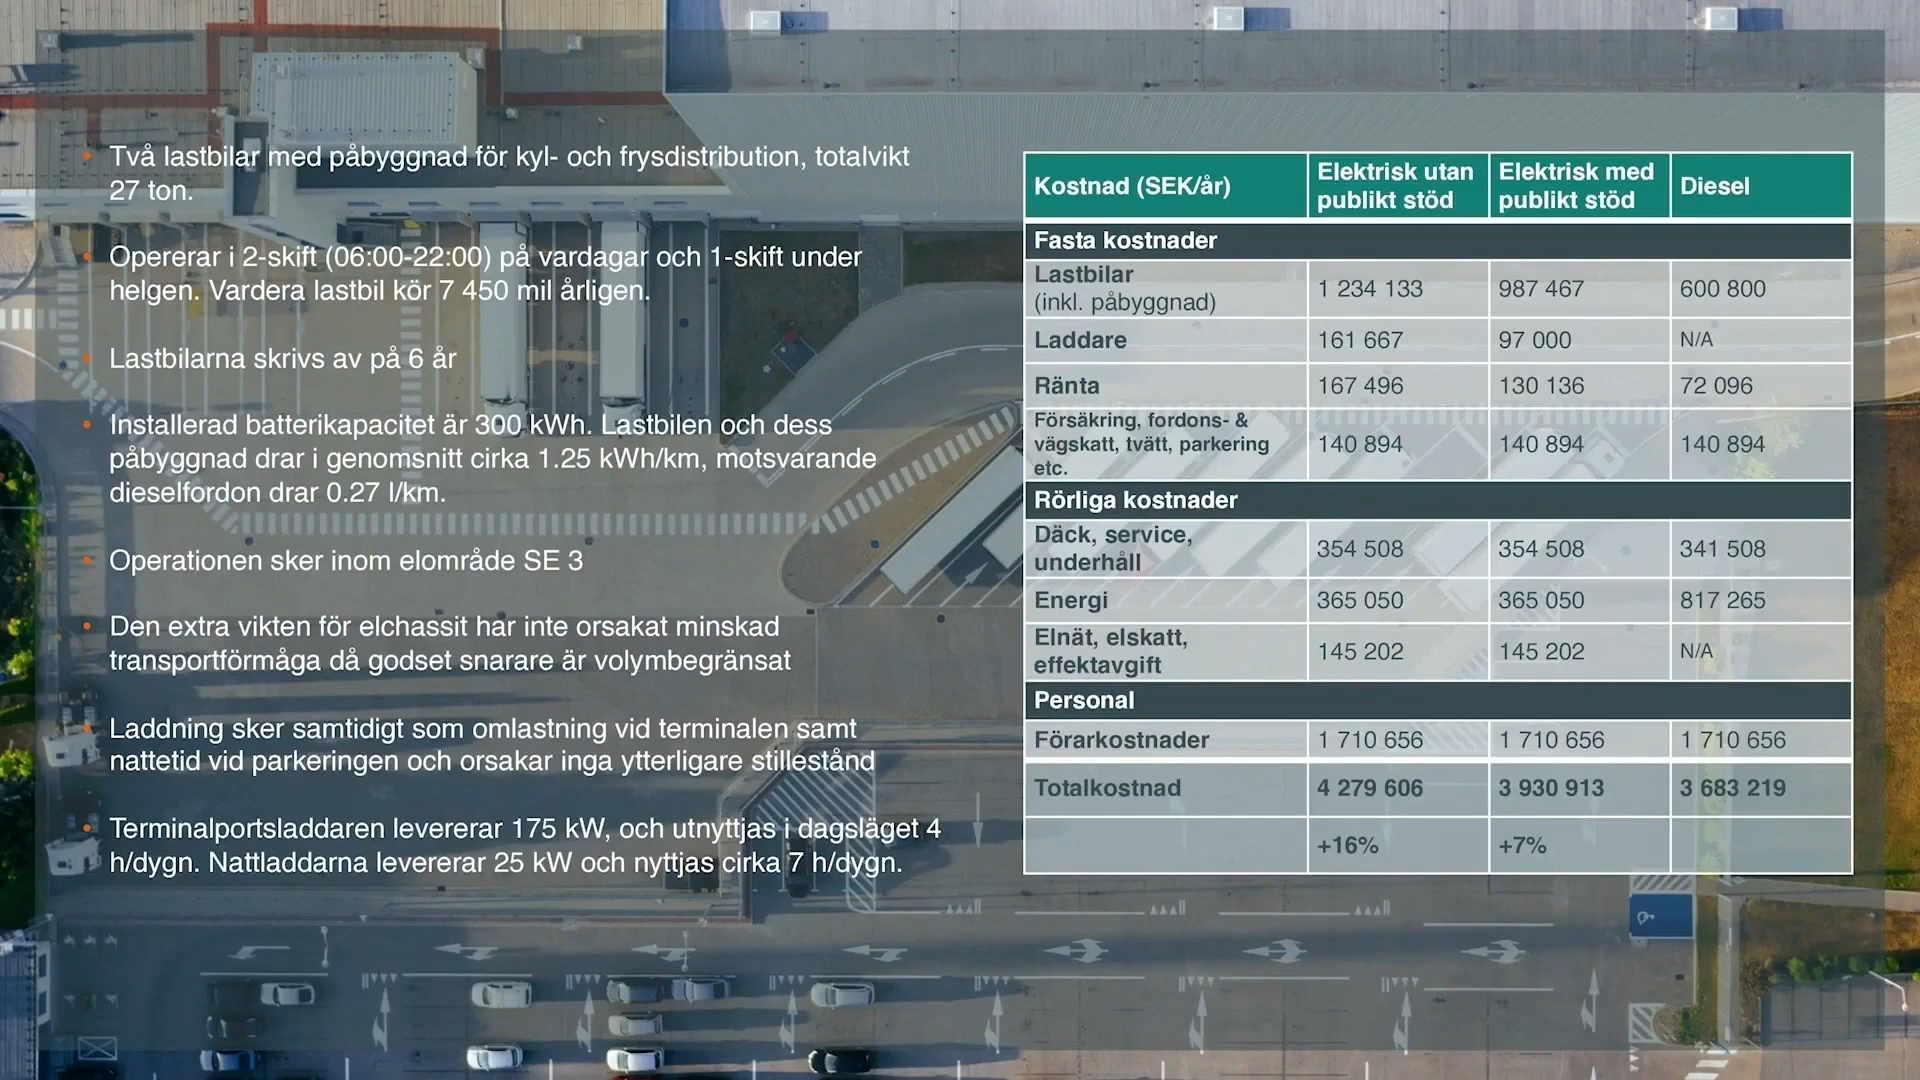 • Två lastbilar med påbyggnad för kyl- och frysdistribution, totalvikt
27 ton.
• Opererar i 2-skift (06:00-22:00) på vardagar och 1-skift under
helgen. Vardera lastbil kör 7 450 mil årligen.
• Lastbilarna skrivs av på 6 år
• Installerad batterikapacitet är 300 kWh. Lastbilen och dess
påbyggnad drar i genomsnitt cirka 1.25 kWh/km, motsvarande
dieselfordon drar 0.27 l/km.
• Operationen sker inom elområde SE 3
• Den extra vikten för elchassit har inte orsakat minskad
transportförmåga då godset snarare är volymbegränsat
• Laddning sker samtidigt som omlastning vid terminalen samt
nattetid vid parkeringen och orsakar inga ytterligare stillestånd
• Terminalportsladdaren levererar 175 kW, och utnyttjas i dagsläget 4
h/dygn. Nattladdarna levererar 25 kW och nyttjas cirka 7 h/dygn.
Kostnad (SEK/år) Elektrisk utan publikt stöd Elektrisk med publikt stöd Diesel
Fasta kostnader
Lastbilar (inkl. påbyggnad) 1 234 133 987 467 600 800
Laddare 161 667 97 000 N/A
Ränta 167 496 130 136 72 096
Försäkring, fordons- & vägskatt, tvätt, parkering etc. 140 894 140 894 140 894
Rörliga kostnader
Däck, service, underhåll 354 508 354 508 341 508
Energi 365 050 365 050 817 265
Elnät, elskatt, effektavgift 145 202 145 202 N/A
Personal
Förarkostnader 1 710 656 1 710 656 1 710 656
Totalkostnad 4 279 606 3 930 913 3 683 219
+16% +7%